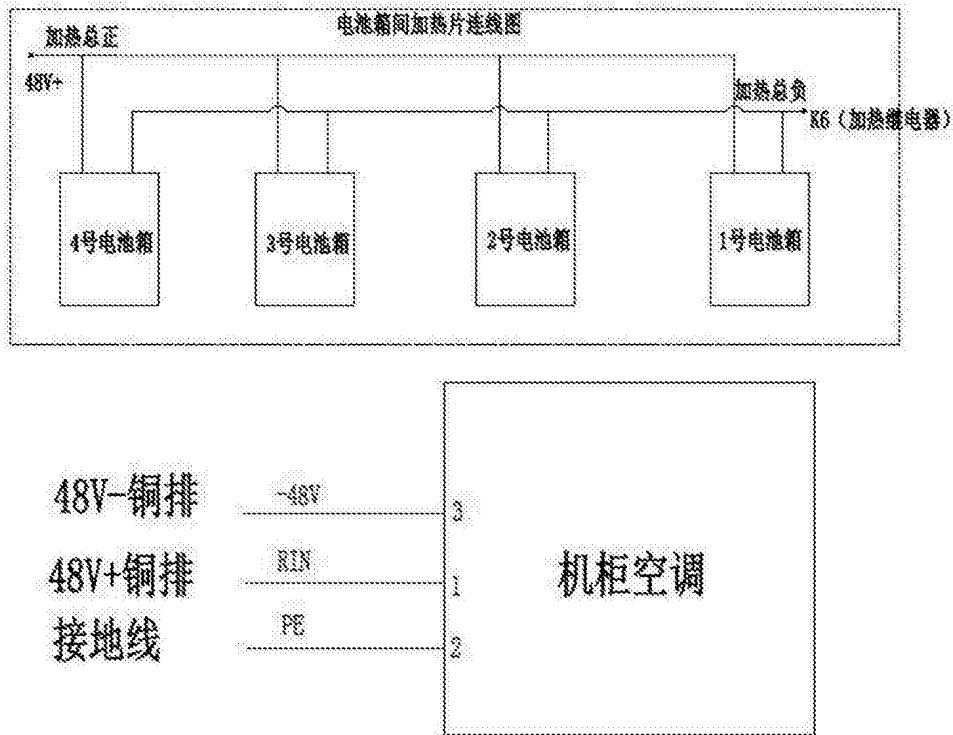 电池箱间加热片连线图
加热总正
48V+
加热总负
K6（加热继电器）
4号电池箱
3号电池箱
2号电池箱
1号电池箱
48V-铜排
-48V
3
48V+铜排
RIN
1
机柜空调
接地线
PE
2